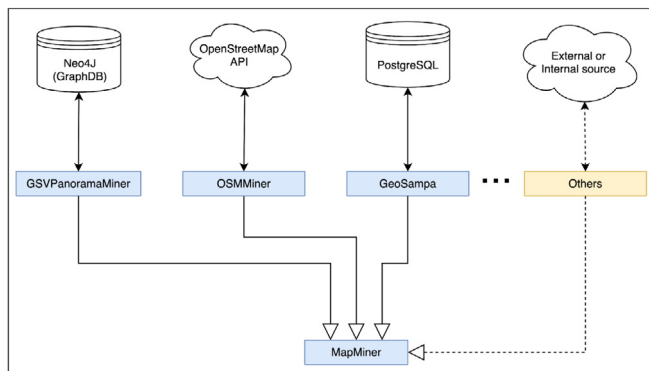 Neo4J
(GraphDB)
OpenStreetMap
API
PostgreSQL
External or
Internal source
GSVPanoramaMiner
OSMMiner
GeoSampa
Others
MapMiner